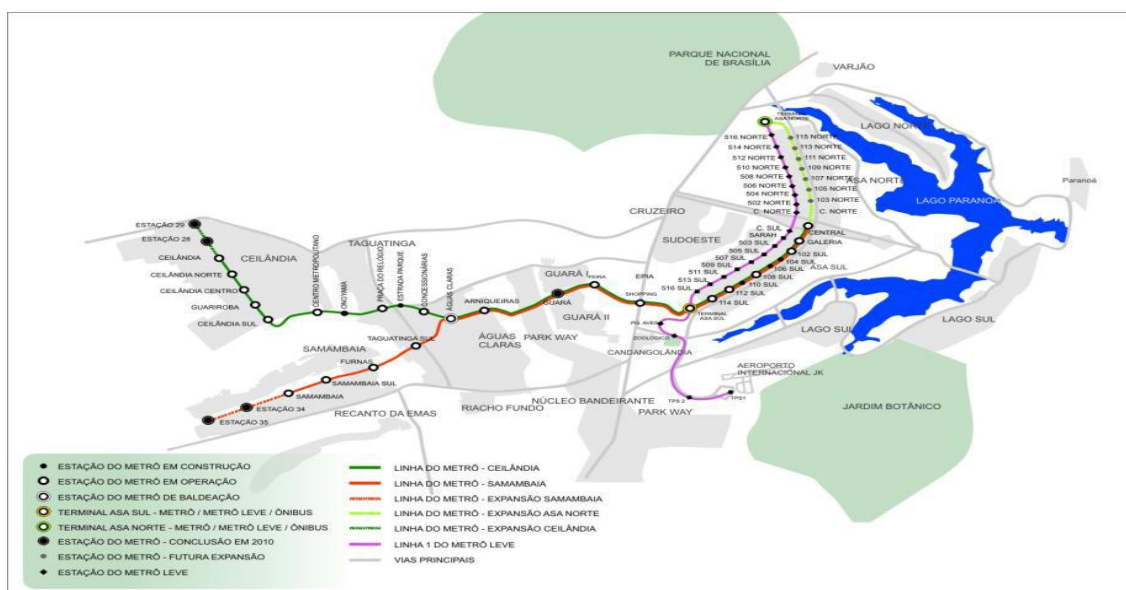 PARQUE NACIONAL
DE BRASÍLIA
VARJÃO
TERMINAL
ASA NORTE
LAGO NORTE
516 NORTE
115 NORTE
514 NORTE
113 NORTE
512 NORTE
111 NORTE
510 NORTE
109 NORTE
508 NORTE
107 NORTE
506 NORTE
105 NORTE
504 NORTE
103 NORTE
502 NORTE
C. NORTE
C. NORTE
ASA NORTE
LAGO PARANOÁ
Paranoá
CRUZEIRO
SUDOESTE
C. SUL
SARAH
503 SUL
505 SUL
507 SUL
509 SUL
511 SUL
513 SUL
516 SUL
CENTRAL
GALERIA
102 SUL
104 SUL
106 SUL
108 SUL
110 SUL
112 SUL
114 SUL
ASA SUL
TERMINAL
ASA SUL
LAGO SUL
LAGO SUL
ESTAÇÃO 29
ESTAÇÃO 28
CEILÂNDIA
CEILÂNDIA
CEILÂNDIA NORTE
CEILÂNDIA CENTRO
GUARIROBA
CEILÂNDIA SUL
TAGUATINGA
CENTRO METROPOLITANO
ONOYAMA
PRAÇA DO RELÓGIO
ESTRADA PARQUE
CONCESSIONÁRIAS
ÁGUAS CLARAS
ARNIQUEIRAS
GUARÁ I
FEIRA
GUARÁ
GUARÁ II
EPIA
SHOPPING
SAMAMBAIA
TAGUATINGA SUL
FURNAS
SAMAMBAIA SUL
SAMAMBAIA
ESTAÇÃO 34
ESTAÇÃO 35
ÁGUAS
CLARAS
PARK WAY
ZOOLÓGICO
CANDANGOLÂNDIA
AEROPORTO
INTERNACIONAL JK
TPS 2
TPS1
RECANTO DA EMAS
RIACHO FUNDO
NÚCLEO BANDEIRANTE
PARK WAY
JARDIM BOTÂNICO
ESTAÇÃO DO METRÔ EM CONSTRUÇÃO
ESTAÇÃO DO METRÔ EM OPERAÇÃO
ESTAÇÃO DO METRÔ DE BALDEAÇÃO
TERMINAL ASA SUL - METRÔ / METRÔ LEVE / ÔNIBUS
TERMINAL ASA NORTE - METRÔ / METRÔ LEVE / ÔNIBUS
ESTAÇÃO DO METRÔ - CONCLUSÃO EM 2010
ESTAÇÃO DO METRÔ - FUTURA EXPANSÃO
ESTAÇÃO DO METRÔ LEVE
LINHA DO METRÔ - CEILÂNDIA
LINHA DO METRÔ - SAMAMBAIA
LINHA DO METRÔ - EXPANSÃO SAMAMBAIA
LINHA DO METRÔ - EXPANSÃO ASA NORTE
LINHA DO METRÔ - EXPANSÃO CEILÂNDIA
LINHA 1 DO METRÔ LEVE
VIAS PRINCIPAIS